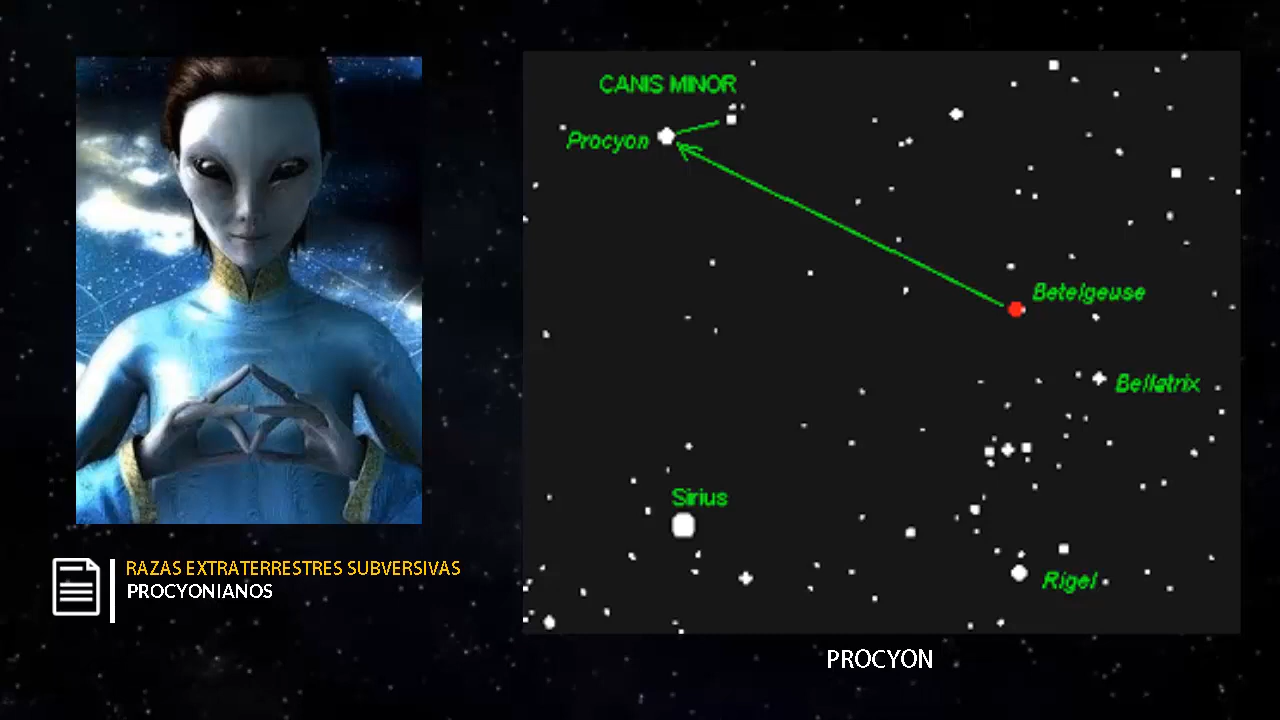 CANIS MINOR
Procyon
Betelgeuse
Bellatrix
Sirius
Rigel
RAZAS EXTRATERRESTRES SUBVERSIVAS
PROCYONIANOS
PROCYON